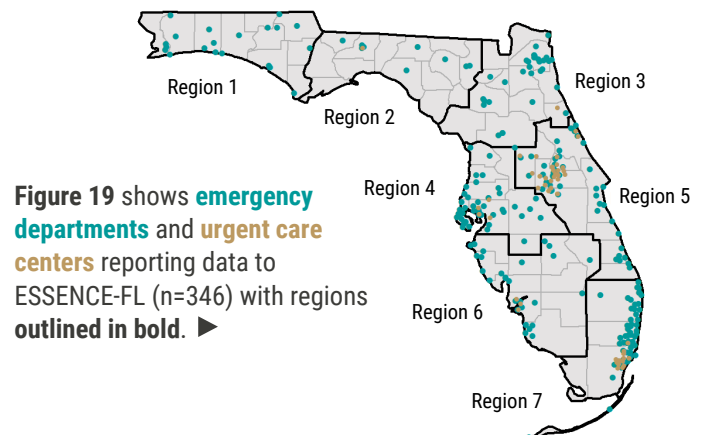 Region 1
Region 2
Region 3
Region 4
Region 5
Figure 19 shows emergency
departments and urgent care
centers reporting data to
ESSENCE-FL (n=346) with regions
outlined in bold. ►
Region 6
Region 7